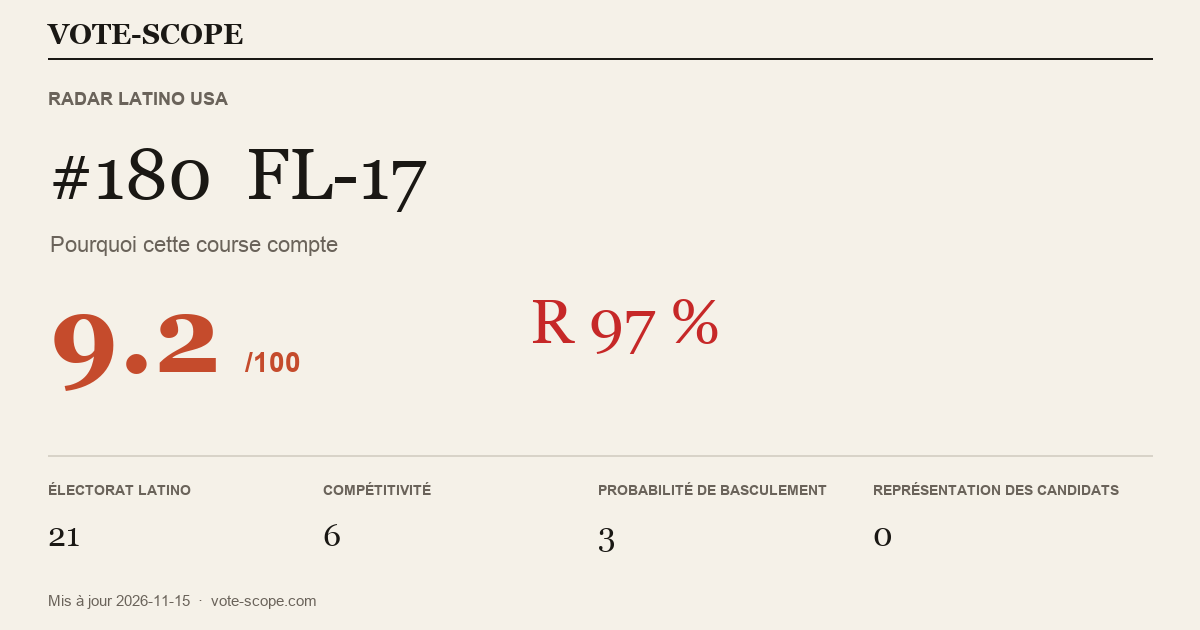 VOTE-SCOPE
RADAR LATINO USA
#180 FL-17
Pourquoi cette course compte
9.2 /100
R 97 %
ÉLECTORAT LATINO
21
COMPÉTITIVITÉ
6
PROBABILITÉ DE BASCULEMENT
3
REPRÉSENTATION DES CANDIDATS
0
Mis à jour 2026-11-15 · vote-scope.com